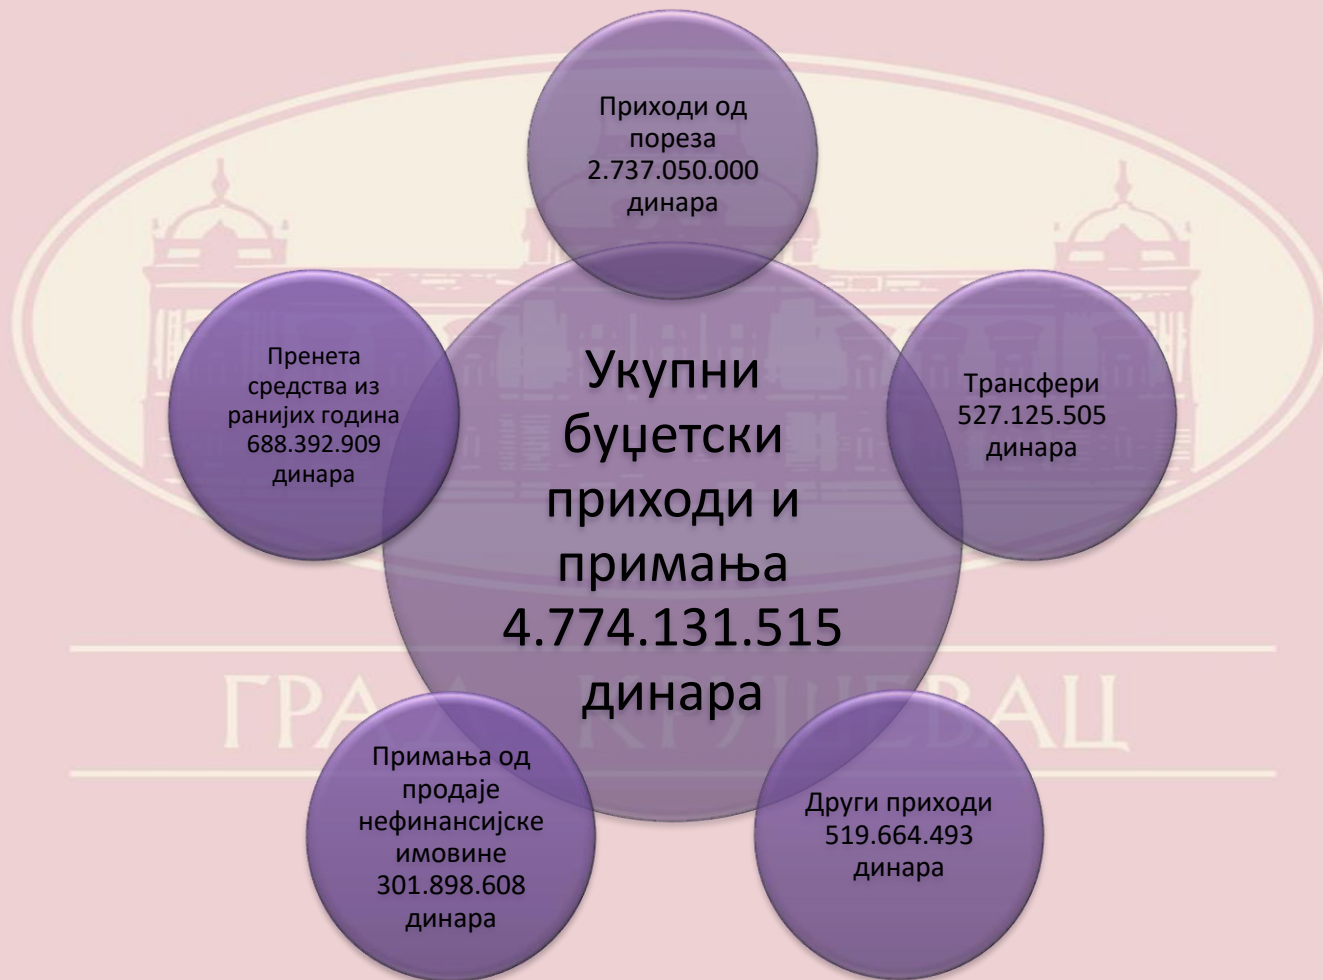 Приходи од
пореза
2.737.050.000
динара
Пренета
средства из
ранијих година
688.392.909
динара
Укупни
буџетски
приходи и
примања
4.774.131.515
динара
Трансфери
527.125.505
динара
ГРАД КРУШЕВАЦ
Примања од
продаје
нефинансијске
имовине
301.898.608
динара
Други приходи
519.664.493
динара